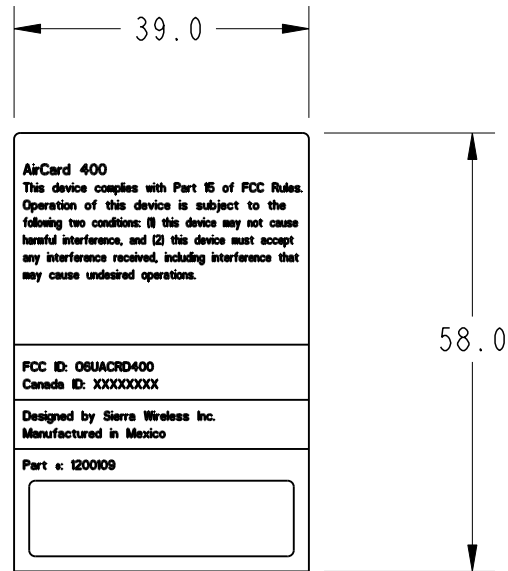 39.0
AirCard 400
This device complies with Part 15 of FCC Rules.
Operation of this device is subject to the
following two conditions: (1) this device may not cause
harmful interference, and (2) this device must accept
any interference received, including interference that
may cause undesired operations.
58.0
FCC ID: O6UACRD400
Canada ID: XXXXXXXX
Designed by Sierra Wireless Inc.
Manufactured in Mexico
Part #: 1200109